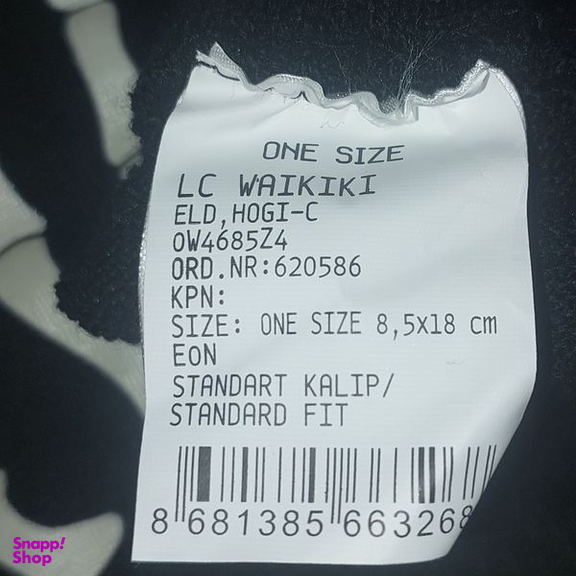 ONE SIZE
LC WAIKIKI
ELD,HOGI-C
OW4685Z4
ORD.NR:620586
KPN:
SIZE: ONE SIZE 8,5x18 cm
EON
STANDART KALIP/
STANDARD FIT
8 681385 663268
Snapp!
Shop